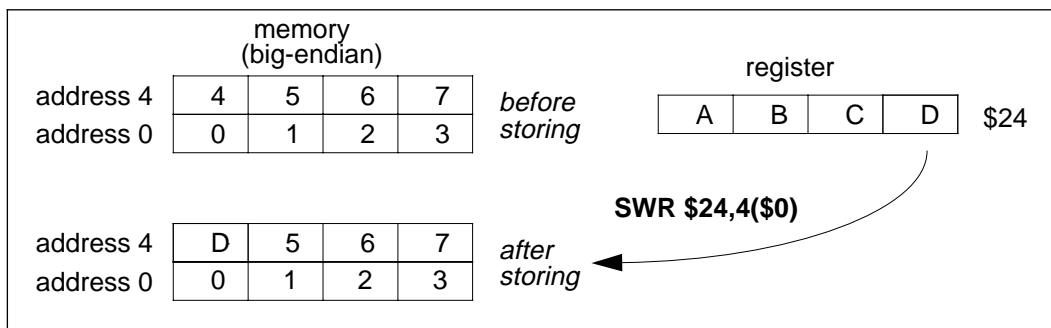 memory
(big-endian)
register
address 4 4 5 6 7 before
address 0 0 1 2 3 storing
A B C D $24
SWR $24,4($0)
address 4 D 5 6 7 after
address 0 0 1 2 3 storing